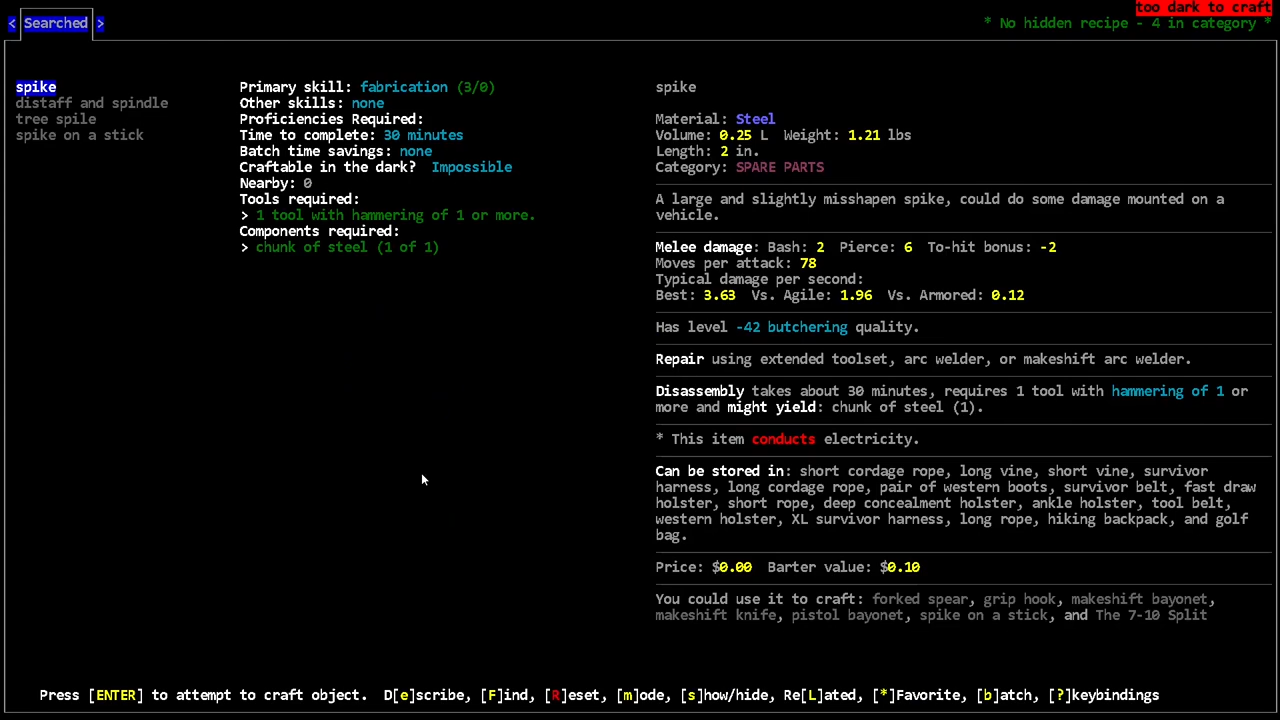 too dark to craft
< Searched >
* No hidden recipe - 4 in category *
spike
distaff and spindle
tree spile
spike on a stick
Primary skill: fabrication (3/0)
Other skills: none
Proficiencies Required:
Time to complete: 30 minutes
Batch time savings: none
Craftable in the dark? Impossible
Nearby: 0
Tools required:
> 1 tool with hammering of 1 or more.
Components required:
> chunk of steel (1 of 1)
spike
Material: Steel
Volume: 0.25 L Weight: 1.21 lbs
Length: 2 in.
Category: SPARE PARTS
A large and slightly misshapen spike, could do some damage mounted on a
vehicle.
Melee damage: Bash: 2 Pierce: 6 To-hit bonus: -2
Moves per attack: 78
Typical damage per second:
Best: 3.63 Vs. Agile: 1.96 Vs. Armored: 0.12
Has level -42 butchering quality.
Repair using extended toolset, arc welder, or makeshift arc welder.
Disassembly takes about 30 minutes, requires 1 tool with hammering of 1 or
more and might yield: chunk of steel (1).
* This item conducts electricity.
Can be stored in: short cordage rope, long vine, short vine, survivor
harness, long cordage rope, pair of western boots, survivor belt, fast draw
holster, short rope, deep concealment holster, ankle holster, tool belt,
western holster, XL survivor harness, long rope, hiking backpack, and golf
bag.
Price: $0.00 Barter value: $0.10
You could use it to craft: forked spear, grip hook, makeshift bayonet,
makeshift knife, pistol bayonet, spike on a stick, and The 7-10 Split
Press [ENTER] to attempt to craft object. D[e]scribe, [F]ind, [R]eset, [m]ode, [s]how/hide, Re[L]ated, [*]Favorite, [b]atch, [?]keybindings